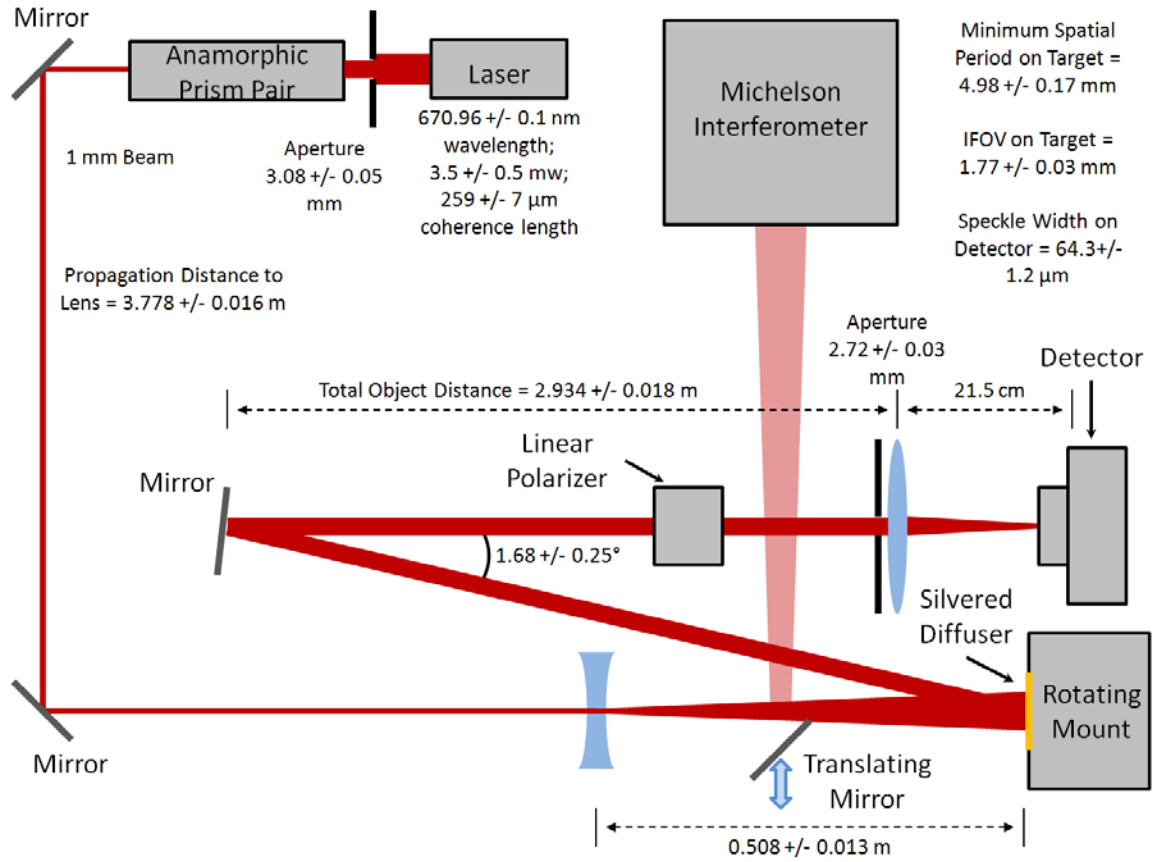 Mirror
Anamorphic
Prism Pair
Laser
670.96 +/- 0.1 nm
wavelength;
3.5 +/- 0.5 mw;
259 +/- 7 μm
coherence length
Aperture
3.08 +/- 0.05
mm
1 mm Beam
Michelson
Interferometer
Minimum Spatial
Period on Target =
4.98 +/- 0.17 mm
IFOV on Target =
1.77 +/- 0.03 mm
Speckle Width on
Detector = 64.3+/-
1.2 μm
Propagation Distance to
Lens = 3.778 +/- 0.016 m
Aperture
2.72 +/- 0.03
mm
Detector
Total Object Distance = 2.934 +/- 0.018 m
21.5 cm
Linear
Polarizer
Mirror
1.68 +/- 0.25°
Silvered
Diffuser
Rotating
Mount
Mirror
Translating
Mirror
0.508 +/- 0.013 m